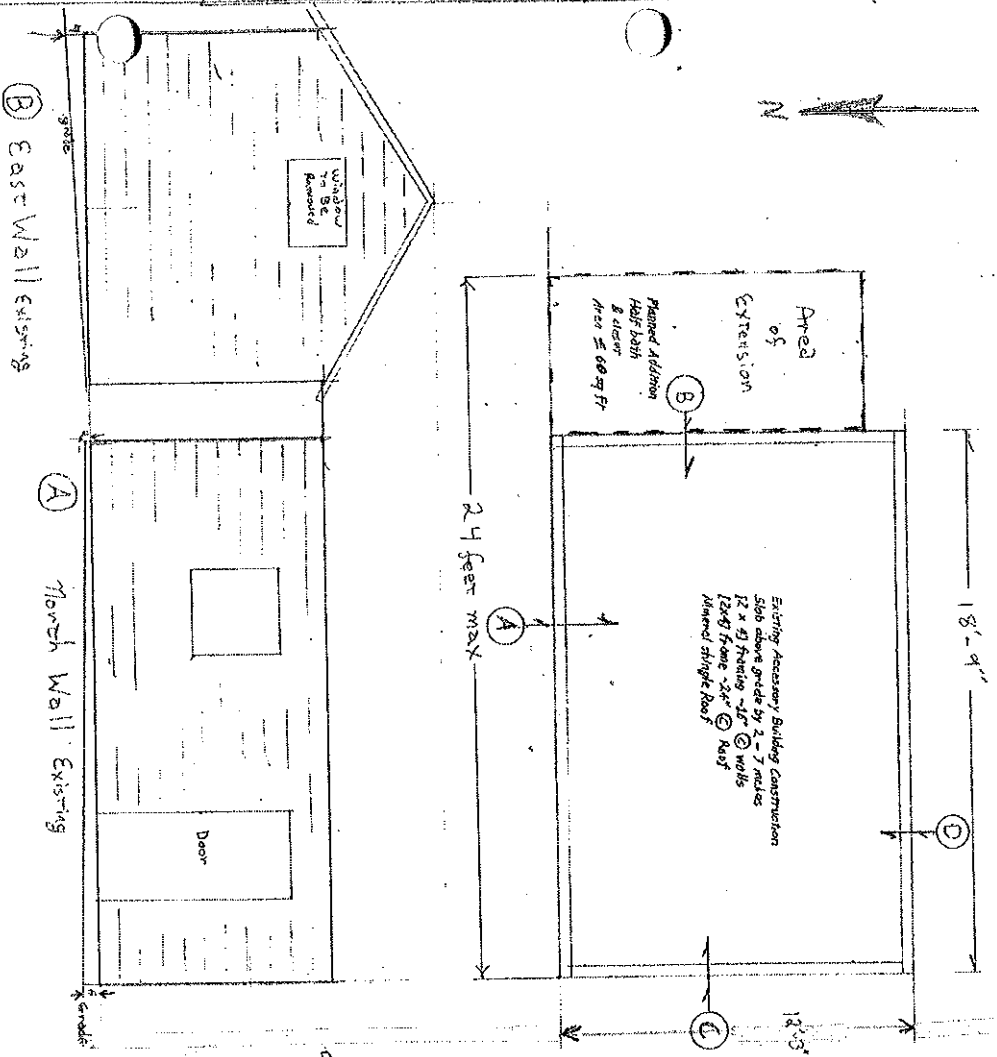 N
18'-9"
Area
of
Extension
Planned Addition
Half bath
& closet
Area ≤ 60 sq ft
B
D
Existing Accessory Building Construction
Slab above grade by 2 - 7 inches
[2 x 4] framing ~16" © walls
[2x4] frame ~24" © Roof
Mineral shingle Roof
A
C
12'3"
24 feet max
Window
To Be
Removed
grade
B East Wall Existing
Door
Grade
A North Wall Existing